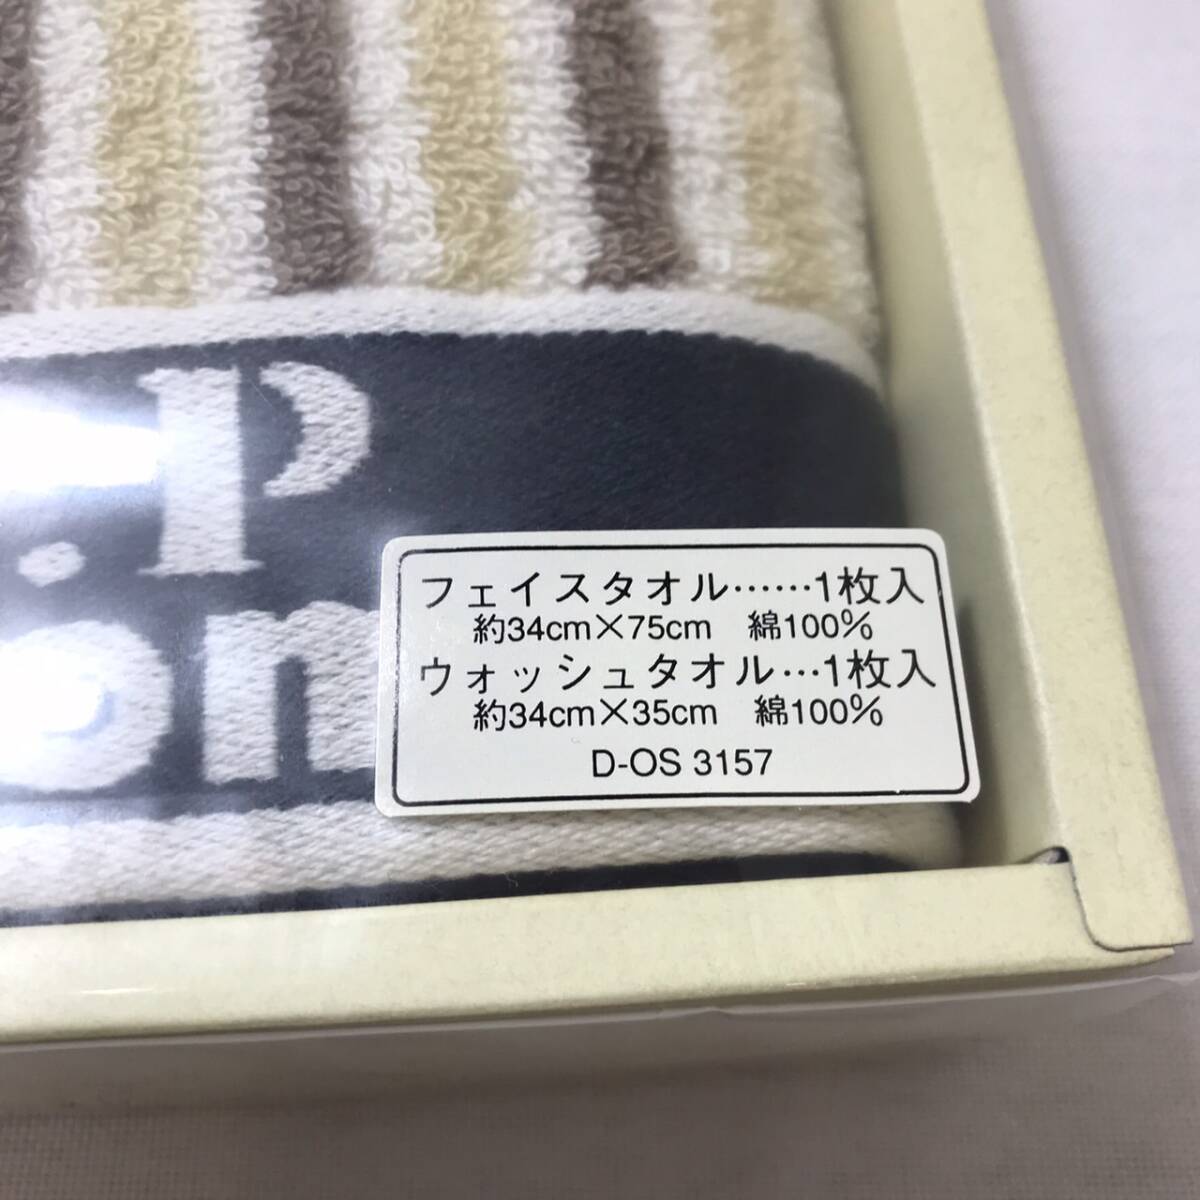 .P
on
フェイスタオル……1枚入
約34cm×75cm　綿100%
ウォッシュタオル…1枚入
約34cm×35cm　綿100%
D-OS 3157